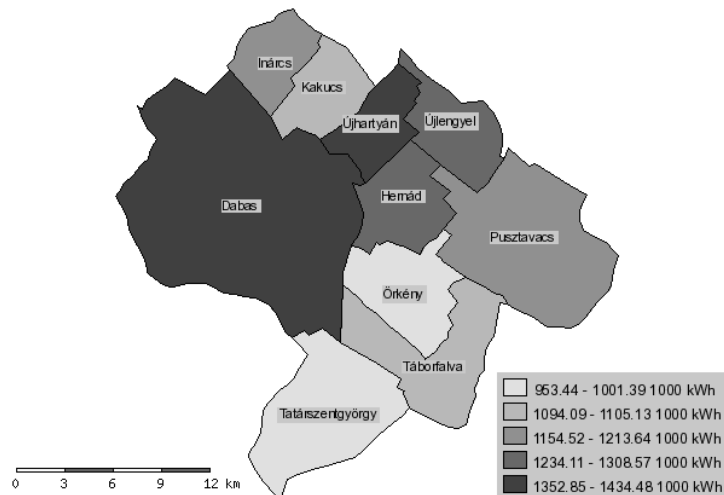 Inárcs
Kakucs
Újhartyán
Újlengyel
Hernád
Dabas
Pusztavacs
Örkény
Táborfalva
Tatárszentgyörgy
953.44 - 1001.39 1000 kWh
1094.09 - 1105.13 1000 kWh
1154.52 - 1213.64 1000 kWh
1234.11 - 1308.57 1000 kWh
1352.85 - 1434.48 1000 kWh
0 3 6 9 12 km